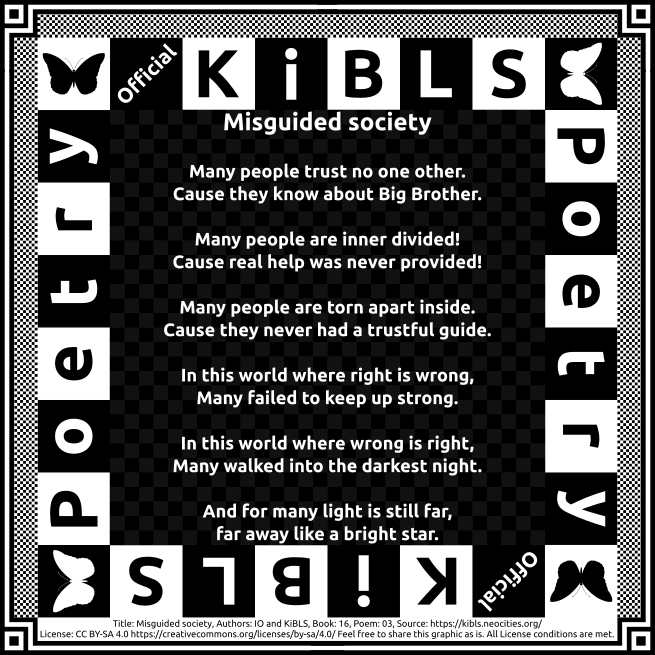 Official KiBLS
Poetry
Poetry
Misguided society
Many people trust no one other.
Cause they know about Big Brother.
Many people are inner divided!
Cause real help was never provided!
Many people are torn apart inside.
Cause they never had a trustful guide.
In this world where right is wrong,
Many failed to keep up strong.
In this world where wrong is right,
Many walked into the darkest night.
And for many light is still far,
far away like a bright star.
Official KiBLS
Title: Misguided society, Authors: IO and KiBLS, Book: 16, Poem: 03, Source: https://kibls.neocities.org/
License: CC BY-SA 4.0 https://creativecommons.org/licenses/by-sa/4.0/ Feel free to share this graphic as is. All License conditions are met.